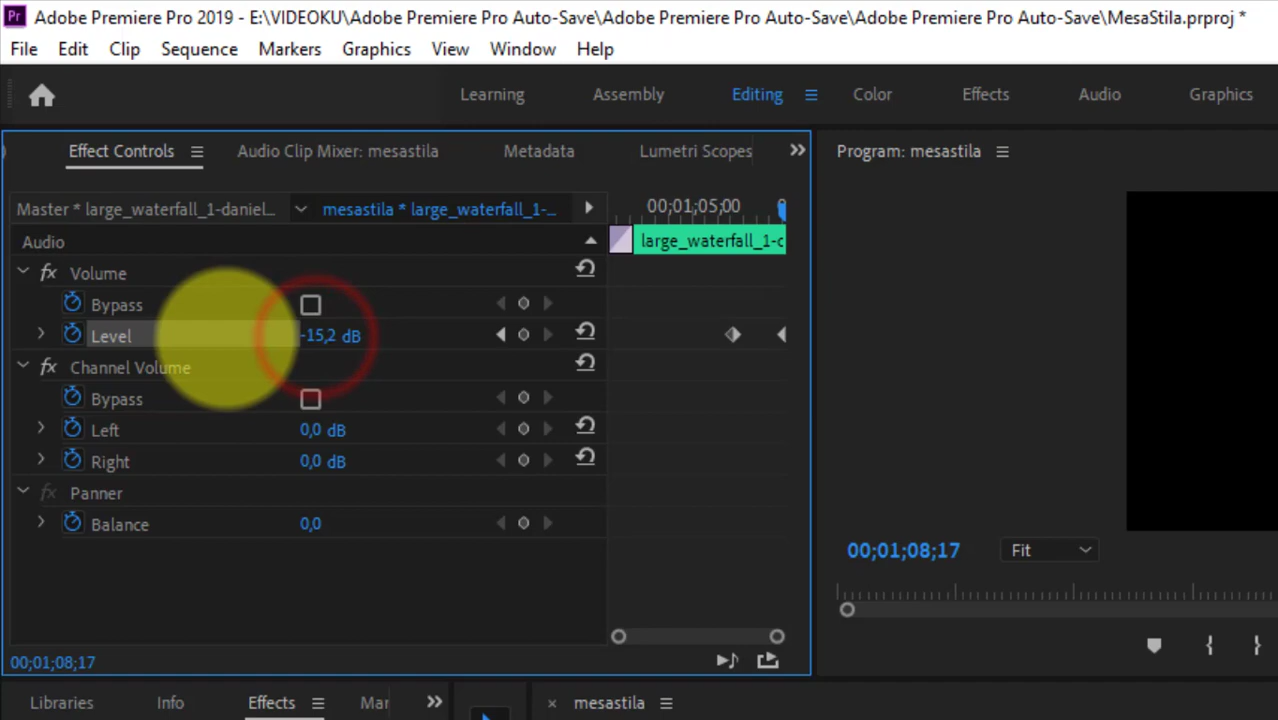 Pr Adobe Premiere Pro 2019 - E:\VIDEOKU\Adobe Premiere Pro Auto-Save\Adobe Premiere Pro Auto-Save\Adobe Premiere Pro Auto-Save\MesaStila.prproj *
File Edit Clip Sequence Markers Graphics View Window Help
Learning Assembly Editing Color Effects Audio Graphics
Effect Controls Audio Clip Mixer: mesastila Metadata Lumetri Scopes Program: mesastila
Master * large_waterfall_1-daniel... mesastila * large_waterfall_1-... 00;01;05;00
Audio large_waterfall_1-c
fx Volume
Bypass
Level -15,2 dB
fx Channel Volume
Bypass
Left 0,0 dB
Right 0,0 dB
fx Panner
Balance 0,0
00;01;08;17 Fit
00;01;08;17
Libraries Info Effects Mar × mesastila